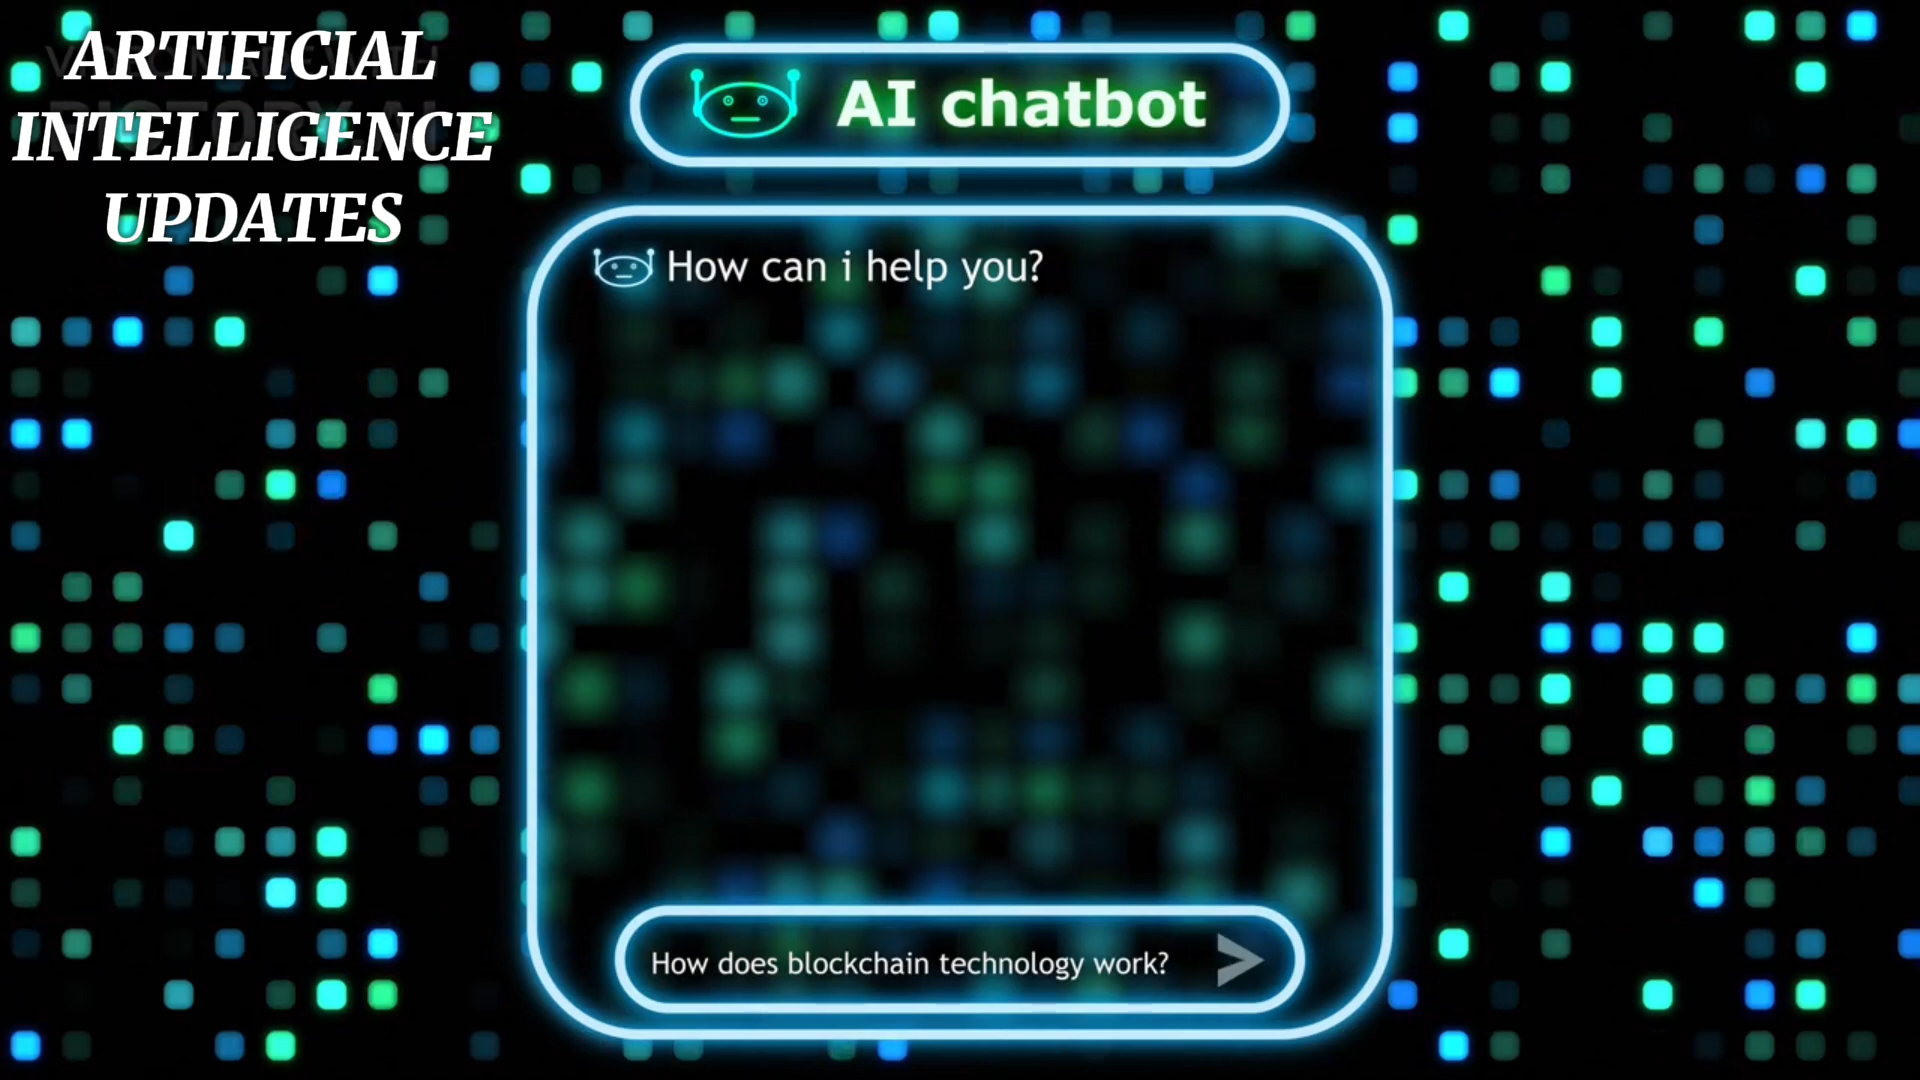 ARTIFICIAL
INTELLIGENCE
UPDATES
AI chatbot
How can i help you?
How does blockchain technology work?